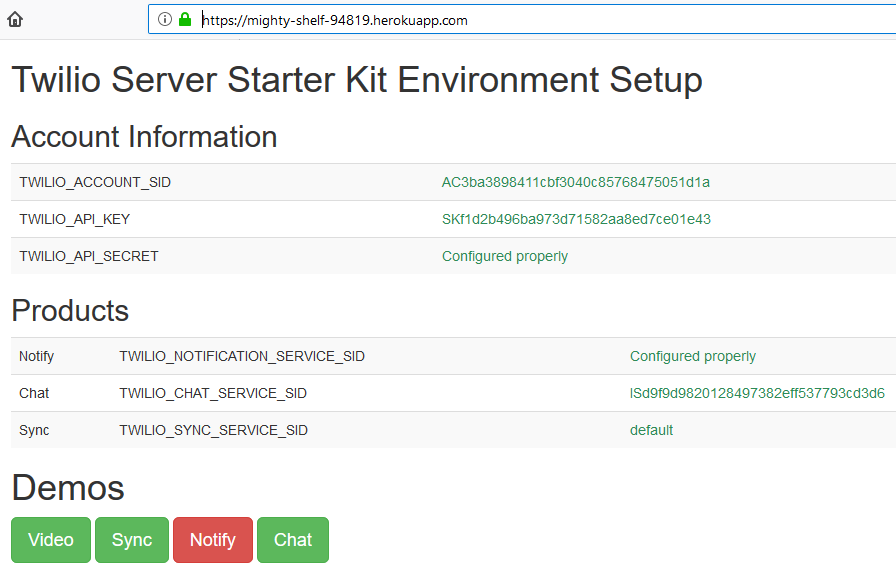 https://mighty-shelf-94819.herokuapp.com
Twilio Server Starter Kit Environment Setup
Account Information
TWILIO_ACCOUNT_SID AC3ba3898411cbf3040c85768475051d1a
TWILIO_API_KEY SKf1d2b496ba973d71582aa8ed7ce01e43
TWILIO_API_SECRET Configured properly
Products
Notify TWILIO_NOTIFICATION_SERVICE_SID Configured properly
Chat TWILIO_CHAT_SERVICE_SID ISd9f9d9820128497382eff537793cd3d6
Sync TWILIO_SYNC_SERVICE_SID default
Demos
Video Sync Notify Chat